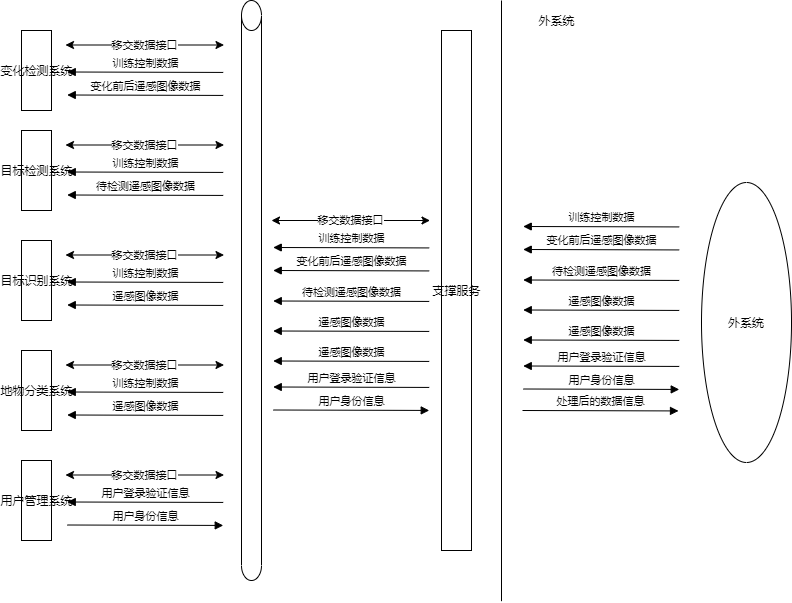 外系统
变化检测系统
移交数据接口
训练控制数据
变化前后遥感图像数据
目标检测系统
移交数据接口
训练控制数据
待检测遥感图像数据
目标识别系统
移交数据接口
训练控制数据
遥感图像数据
地物分类系统
移交数据接口
训练控制数据
遥感图像数据
用户管理系统
移交数据接口
用户登录验证信息
用户身份信息
移交数据接口
训练控制数据
变化前后遥感图像数据
待检测遥感图像数据
遥感图像数据
遥感图像数据
用户登录验证信息
用户身份信息
支撑服务
训练控制数据
变化前后遥感图像数据
待检测遥感图像数据
遥感图像数据
遥感图像数据
用户登录验证信息
用户身份信息
处理后的数据信息
外系统